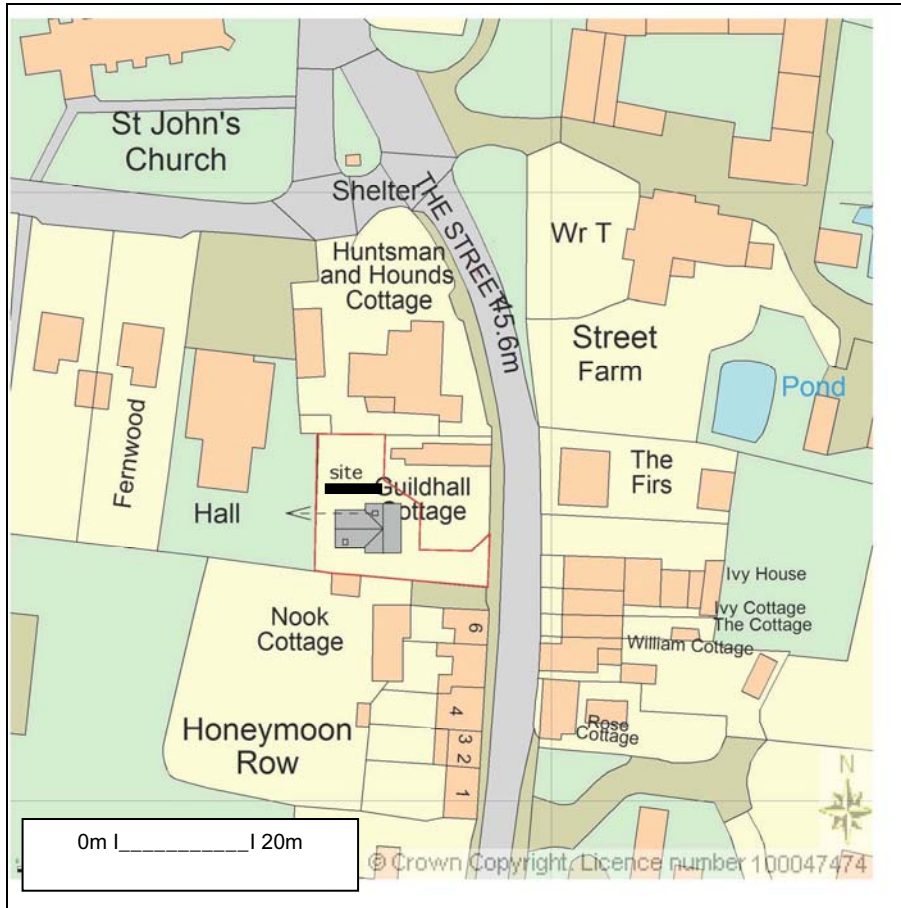 St John's
Church
Shelter
THE STREET
45.6m
Huntsman
and Hounds
Cottage
Wr T
Street
Farm
Pond
Fernwood
site
Guildhall
Cottage
Hall
The
Firs
Ivy House
Ivy Cottage
The Cottage
William Cottage
Nook
Cottage
6
4
3
2
1
Rose
Cottage
Honeymoon
Row
N
0m I___________I 20m
© Crown Copyright. Licence number 100047474